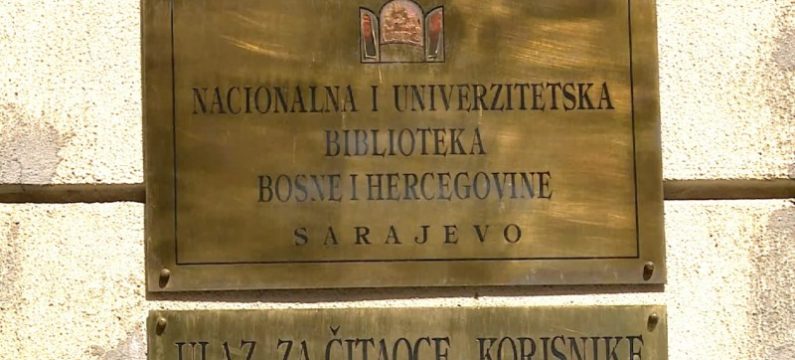 NACIONALNA I UNIVERZITETSKA
BIBLIOTEKA
BOSNE I HERCEGOVINE
SARAJEVO
ULAZ ZA ČITAOCE KORISNIKE